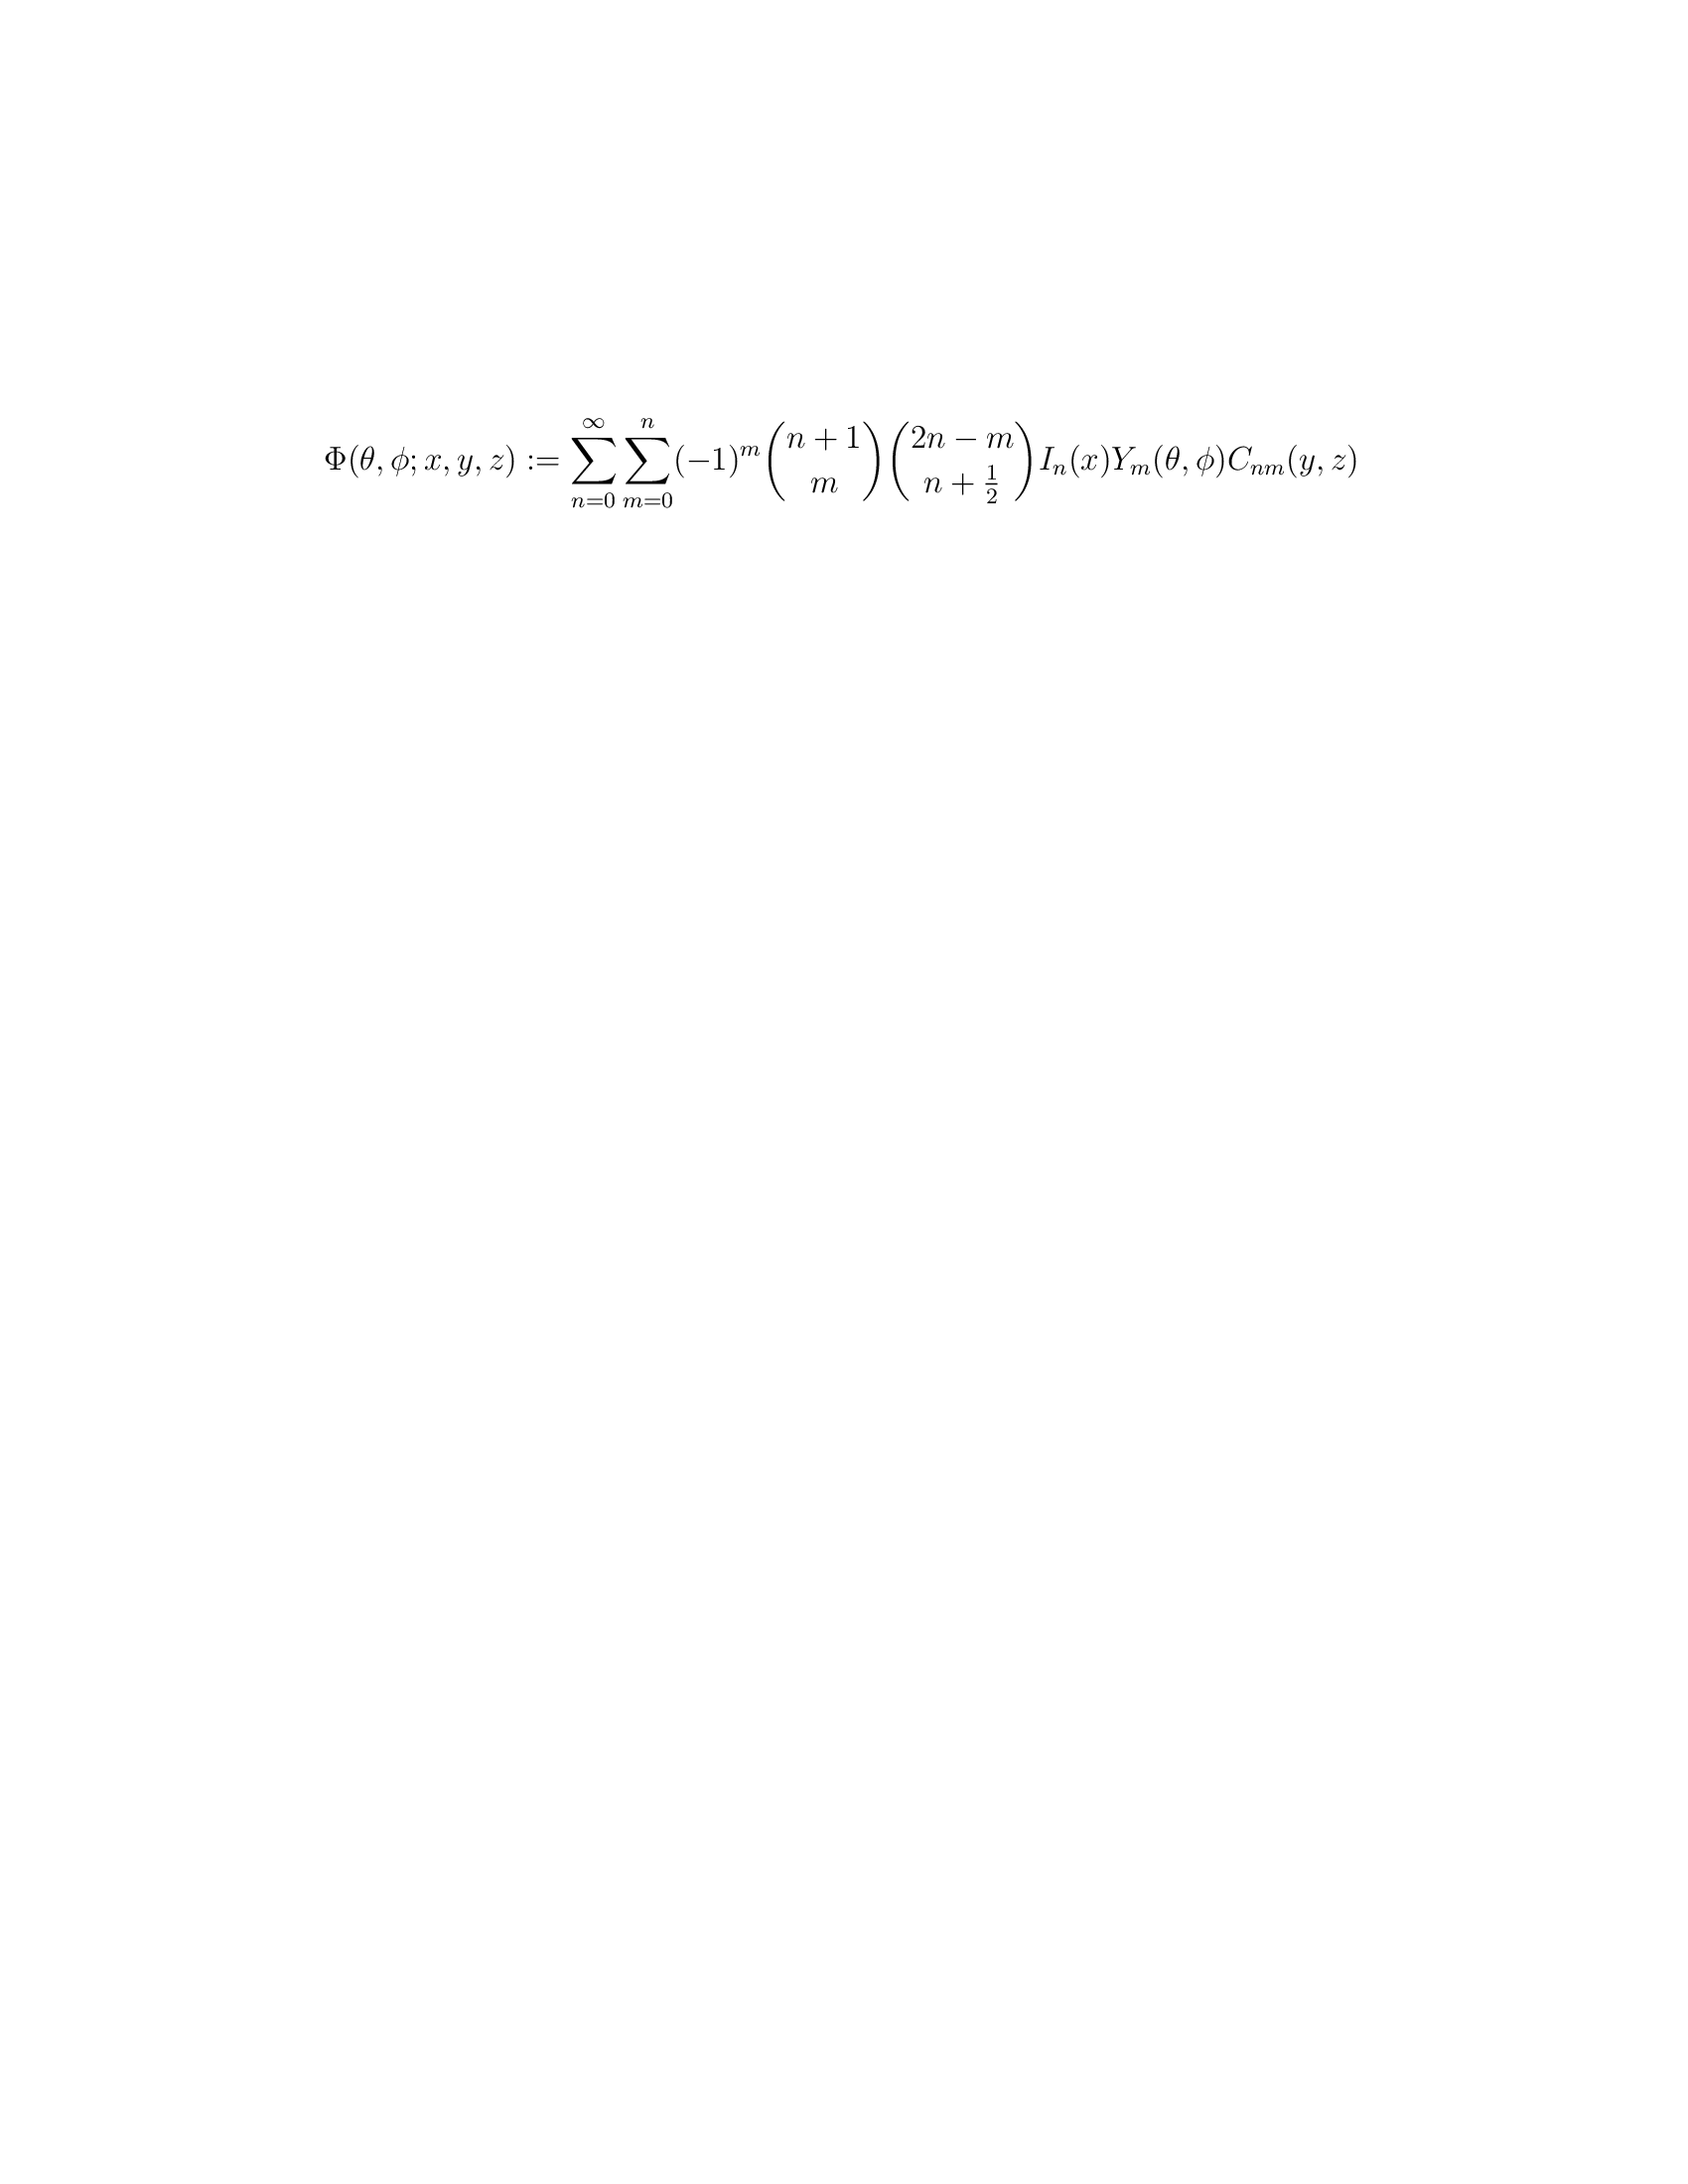 $$\Phi(\theta, \phi; x, y, z) := \sum_{n=0}^{\infty} \sum_{m=0}^{n} (-1)^m \binom{n+1}{m} \binom{2n-m}{n+\frac{1}{2}} I_n(x) Y_m(\theta, \phi) C_{nm}(y, z)$$